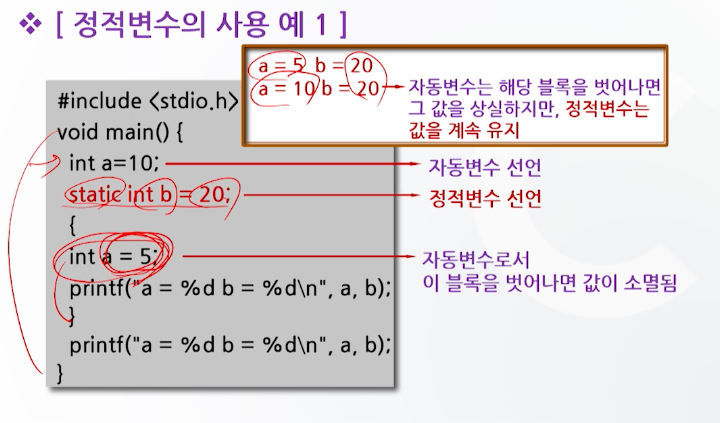 ❖ [ 정적변수의 사용 예 1 ]
a = 5 b = 20
a = 10 b = 20
자동변수는 해당 블록을 벗어나면
그 값을 상실하지만, 정적변수는
값을 계속 유지
#include <stdio.h>
void main() {
int a=10;
자동변수 선언
static int b = 20;
정적변수 선언
{
int a = 5;
자동변수로서
이 블록을 벗어나면 값이 소멸됨
printf("a = %d b = %d\n", a, b);
}
printf("a = %d b = %d\n", a, b);
}